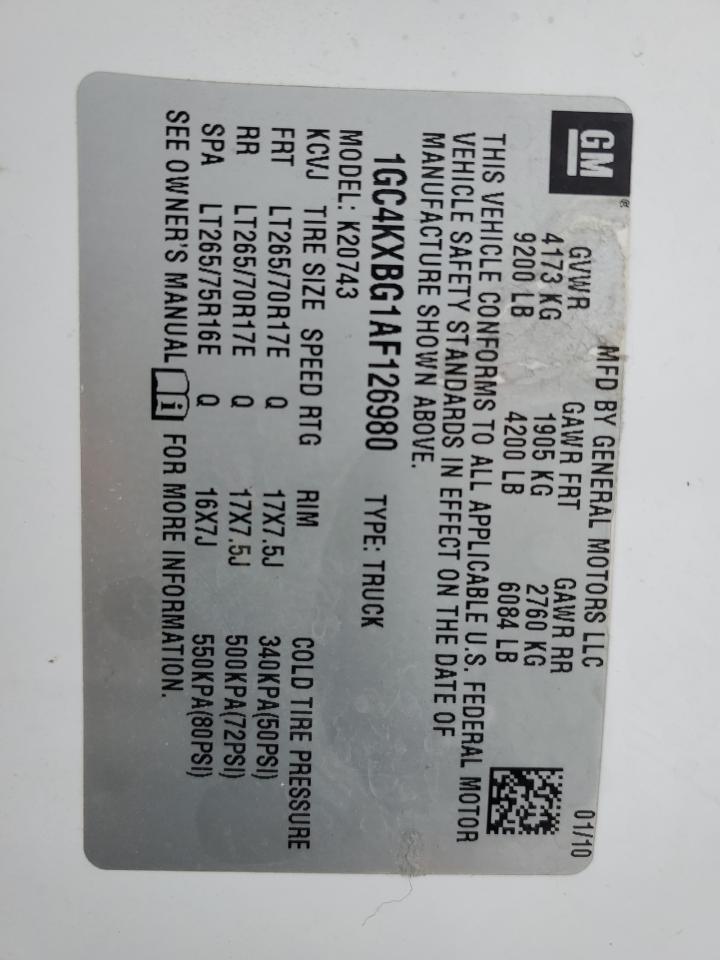 GM®
MFD BY GENERAL MOTORS LLC 01/10
GVWR GAWR FRT GAWR RR
4173 KG 1905 KG 2760 KG
9200 LB 4200 LB 6084 LB
THIS VEHICLE CONFORMS TO ALL APPLICABLE U.S. FEDERAL MOTOR
VEHICLE SAFETY STANDARDS IN EFFECT ON THE DATE OF
MANUFACTURE SHOWN ABOVE.
1GC4KXBG1AF126980 TYPE: TRUCK
MODEL: K20743
KCVJ TIRE SIZE SPEED RTG RIM COLD TIRE PRESSURE
FRT LT265/70R17E Q 17X7.5J 340KPA(50PSI)
RR LT265/70R17E Q 17X7.5J 500KPA(72PSI)
SPA LT265/75R16E Q 16X7J 550KPA(80PSI)
SEE OWNER'S MANUAL i FOR MORE INFORMATION.